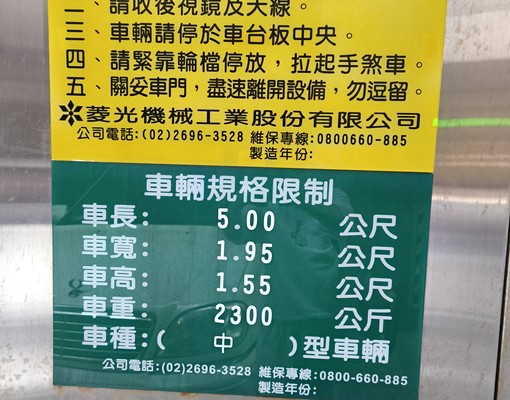 二、請收後視鏡及天線。
三、車輛請停於車台板中央。
四、請緊靠輪檔停放，拉起手煞車。
五、關妥車門，盡速離開設備，勿逗留。
菱光機械工業股份有限公司
公司電話:(02)2696-3528 維保專線:0800660-885
製造年份:
車輛規格限制
車長: 5.00 公尺
車寬: 1.95 公尺
車高: 1.55 公尺
車重: 2300 公斤
車種:( 中 )型車輛
公司電話:(02)2696-3528 維保專線:0800-660-885
製造年份: